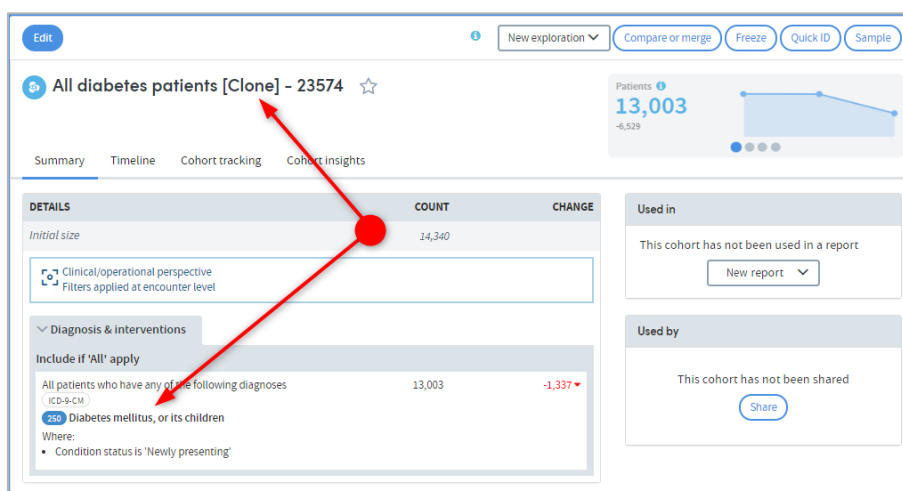 Edit
New exploration
Compare or merge
Freeze
Quick ID
Sample
All diabetes patients [Clone] - 23574
Patients
13,003
-6,529
Summary Timeline Cohort tracking Cohort insights
DETAILS COUNT CHANGE
Initial size 14,340
Clinical/operational perspective
Filters applied at encounter level
Diagnosis & interventions
Include if 'All' apply
All patients who have any of the following diagnoses 13,003 -1,337
ICD-9-CM
250 Diabetes mellitus, or its children
Where:
• Condition status is 'Newly presenting'
Used in
This cohort has not been used in a report
New report
Used by
This cohort has not been shared
Share